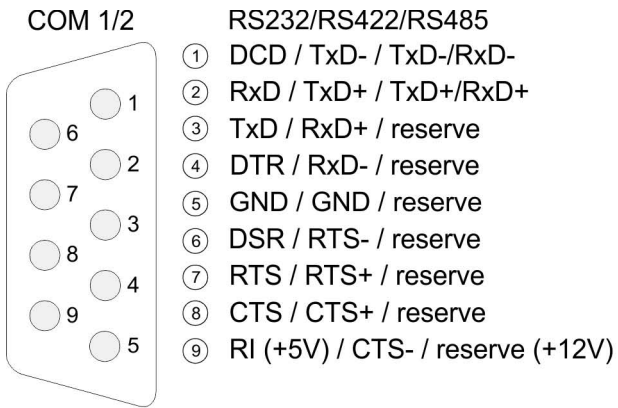 COM 1/2
RS232/RS422/RS485
1 DCD / TxD- / TxD-/RxD-
2 RxD / TxD+ / TxD+/RxD+
3 TxD / RxD+ / reserve
4 DTR / RxD- / reserve
5 GND / GND / reserve
6 DSR / RTS- / reserve
7 RTS / RTS+ / reserve
8 CTS / CTS+ / reserve
9 RI (+5V) / CTS- / reserve (+12V)
1
6
2
7
3
8
4
9
5